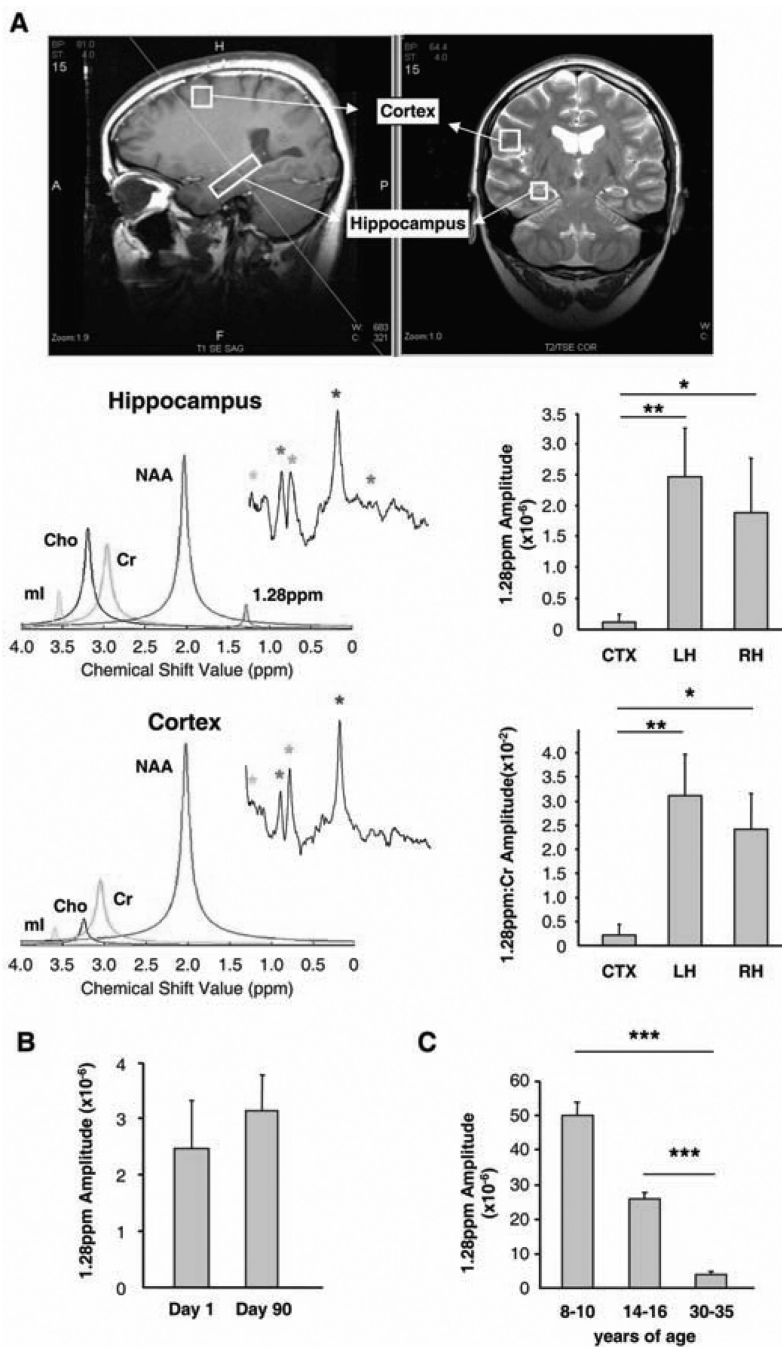 A
BP: 81.0
ST: 4.0
15
H
A
P
F
Zoom:1.9
W: 683
C: 321
T1 SE SAG
BP: 64.4
ST: 4.0
15
Zoom:1.0
W:
C:
T2/TSE COR
Cortex
Hippocampus
Hippocampus
NAA
Cho
Cr
mI
1.28ppm
* * * * *
4.0 3.5 3.0 2.5 2.0 1.5 1.0 0.5 0
Chemical Shift Value (ppm)
1.28ppm Amplitude
(x10-6)
3.5
3.0
2.5
2.0
1.5
1.0
0.5
0
*
**
CTX LH RH
Cortex
NAA
Cho
Cr
mI
* * * *
4.0 3.5 3.0 2.5 2.0 1.5 1.0 0.5 0
Chemical Shift Value (ppm)
1.28ppm:Cr Amplitude(x10-2)
4.0
3.5
3.0
2.5
2.0
1.5
1.0
0.5
0
*
**
CTX LH RH
B
1.28ppm Amplitude (x10-6)
4
3
2
1
0
Day 1 Day 90
C
1.28ppm Amplitude
(x10-6)
60
50
40
30
20
10
0
***
***
8-10 14-16 30-35
years of age